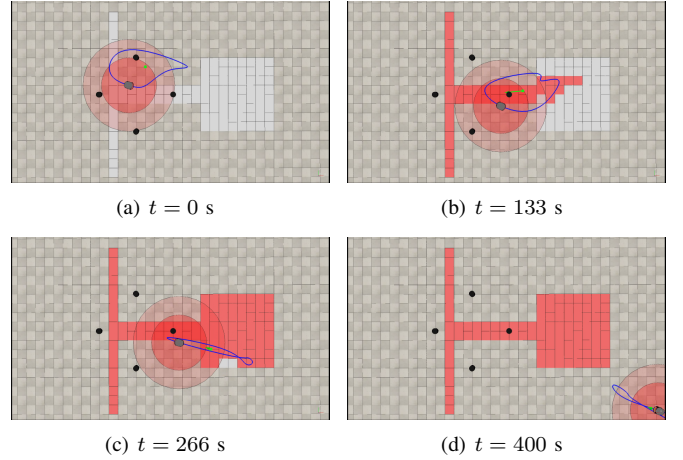 (a) t = 0 s
(b) t = 133 s
(c) t = 266 s
(d) t = 400 s